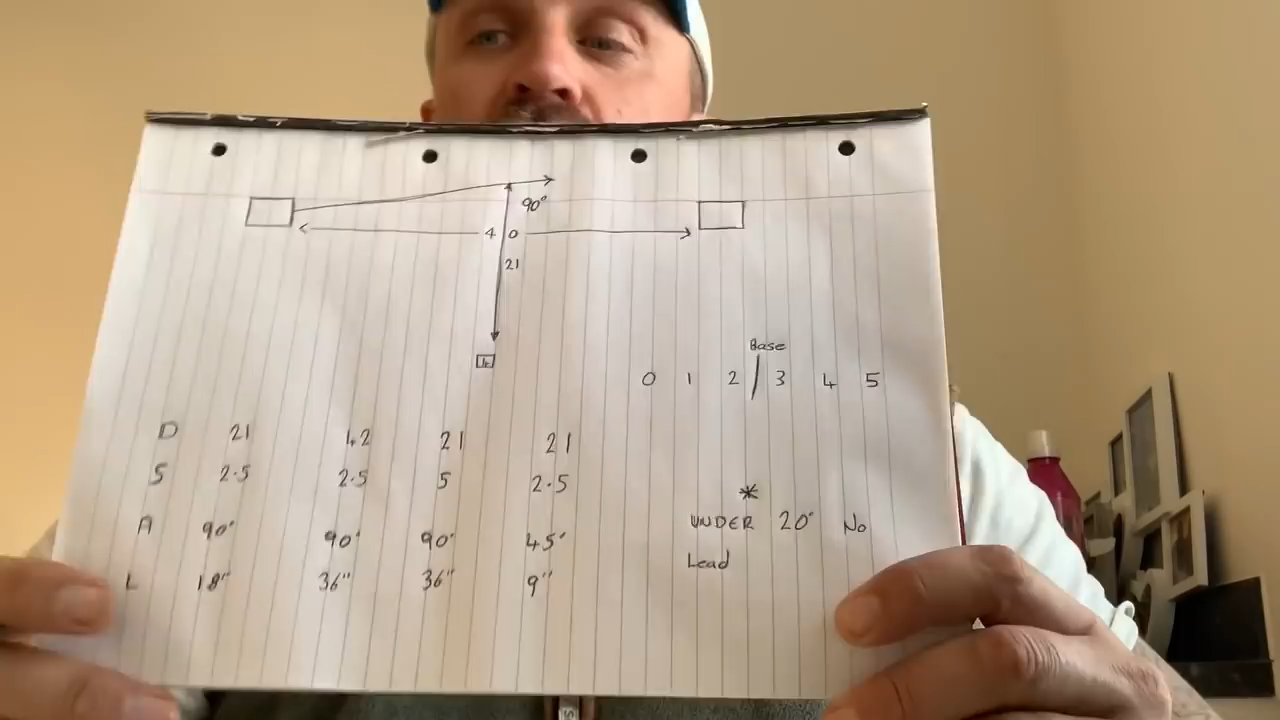 90°
4 0
21
Base
0 1 2 / 3 4 5
D 21 42 21 21
S 2.5 2.5 5 2.5
A 90° 90° 90° 45°
L 18" 36" 36" 9"
*
UNDER 20° No
Lead